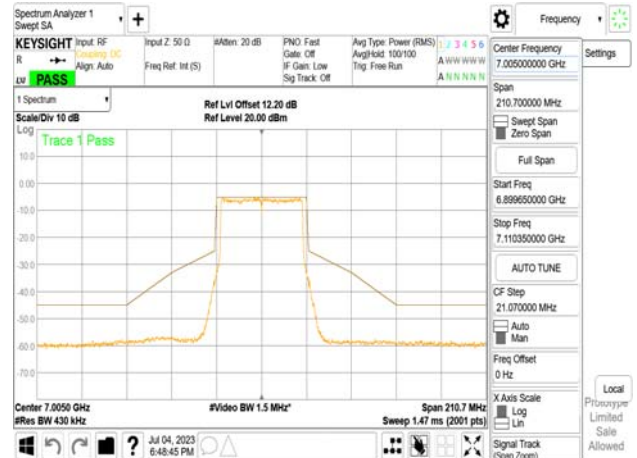 Spectrum Analyzer 1
Swept SA
+
Frequency
KEYSIGHT
R
LV
PASS
Input: RF
Coupling: DC
Align: Auto
Input Z: 50 Ω
Freq Ref: Int (S)
#Atten: 20 dB
PNO: Fast
Gate: Off
IF Gain: Low
Sig Track: Off
Avg Type: Power (RMS)
Avg|Hold: 100/100
Trig: Free Run
1 2 3 4 5 6
A W W W W W
A N N N N N
1 Spectrum
Scale/Div 10 dB
Ref Lvl Offset 12.20 dB
Ref Level 20.00 dBm
Log
Trace 1 Pass
10.0
0.00
-10.0
-20.0
-30.0
-40.0
-50.0
-60.0
-70.0
Center 7.0050 GHz
#Video BW 1.5 MHz*
Span 210.7 MHz
#Res BW 430 kHz
Sweep 1.47 ms (2001 pts)
?
Jul 04, 2023
6:48:45 PM
Center Frequency
7.005000000 GHz
Settings
Span
210.700000 MHz
Swept Span
Zero Span
Full Span
Start Freq
6.899650000 GHz
Stop Freq
7.110350000 GHz
AUTO TUNE
CF Step
21.070000 MHz
Auto
Man
Freq Offset
0 Hz
X Axis Scale
Log
Lin
Signal Track
(Span Zoom)
Local
Prototype
Limited
Sale
Allowed